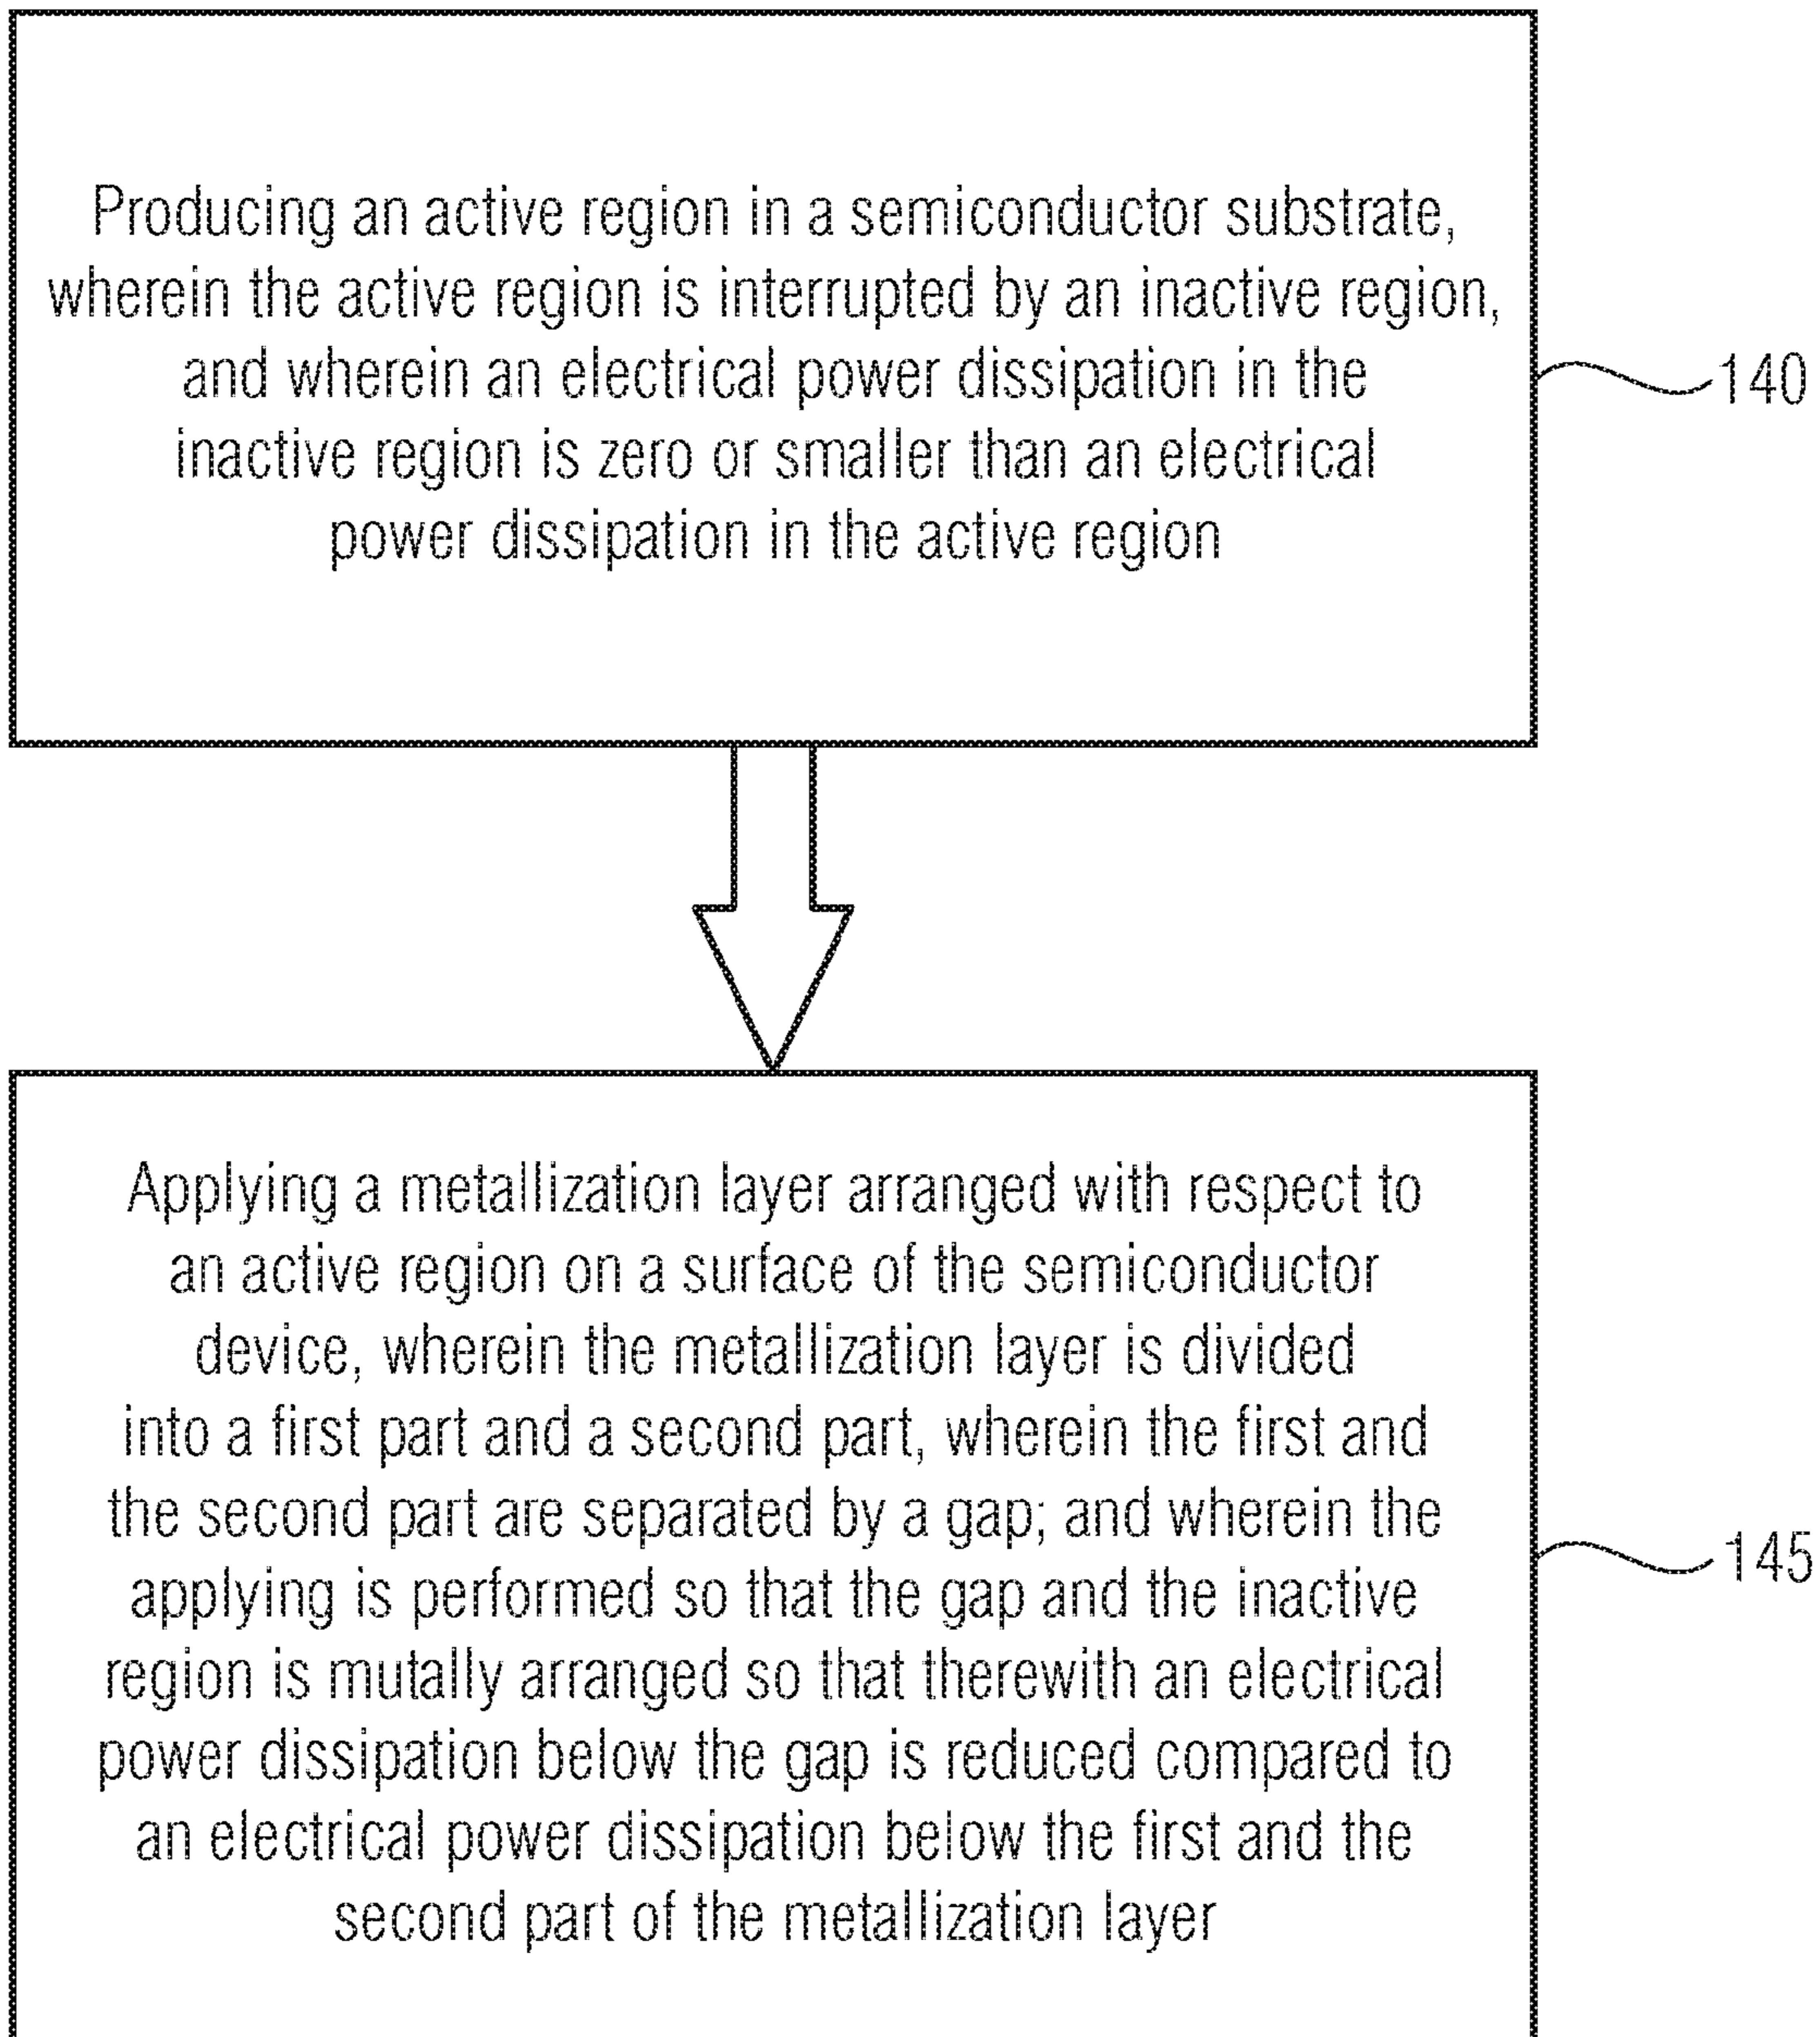 Producing an active region in a semiconductor substrate,
wherein the active region is interrupted by an inactive region,
and wherein an electrical power dissipation in the
inactive region is zero or smaller than an electrical
power dissipation in the active region
140
Applying a metallization layer arranged with respect to
an active region on a surface of the semiconductor
device, wherein the metallization layer is divided
into a first part and a second part, wherein the first and
the second part are separated by a gap; and wherein the
applying is performed so that the gap and the inactive
region is mutally arranged so that therewith an electrical
power dissipation below the gap is reduced compared to
an electrical power dissipation below the first and the
second part of the metallization layer
145